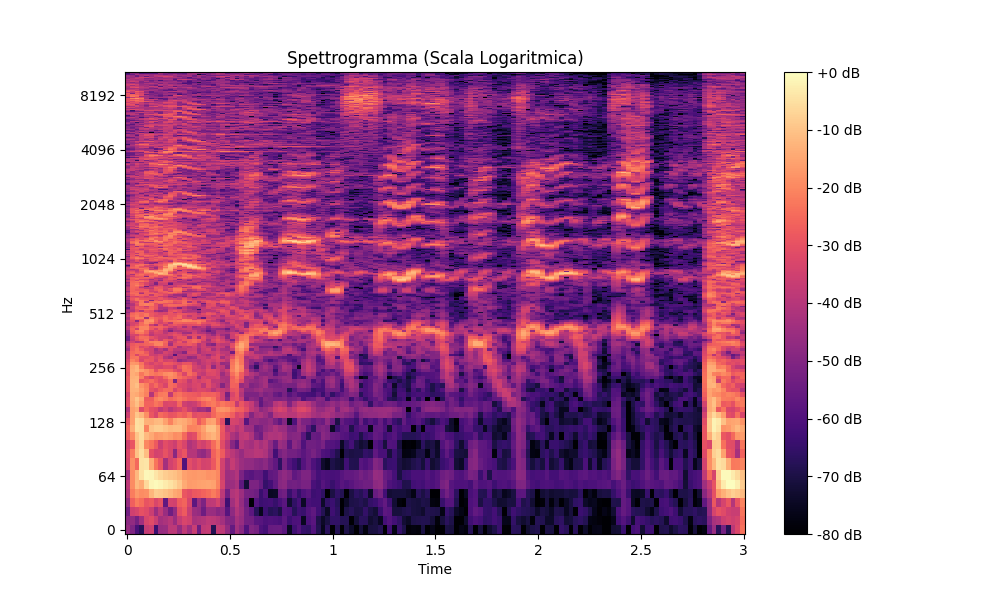 Spettrogramma (Scala Logaritmica)
Hz
8192
4096
2048
1024
512
256
128
64
0
0 0.5 1 1.5 2 2.5 3
Time
+0 dB
-10 dB
-20 dB
-30 dB
-40 dB
-50 dB
-60 dB
-70 dB
-80 dB